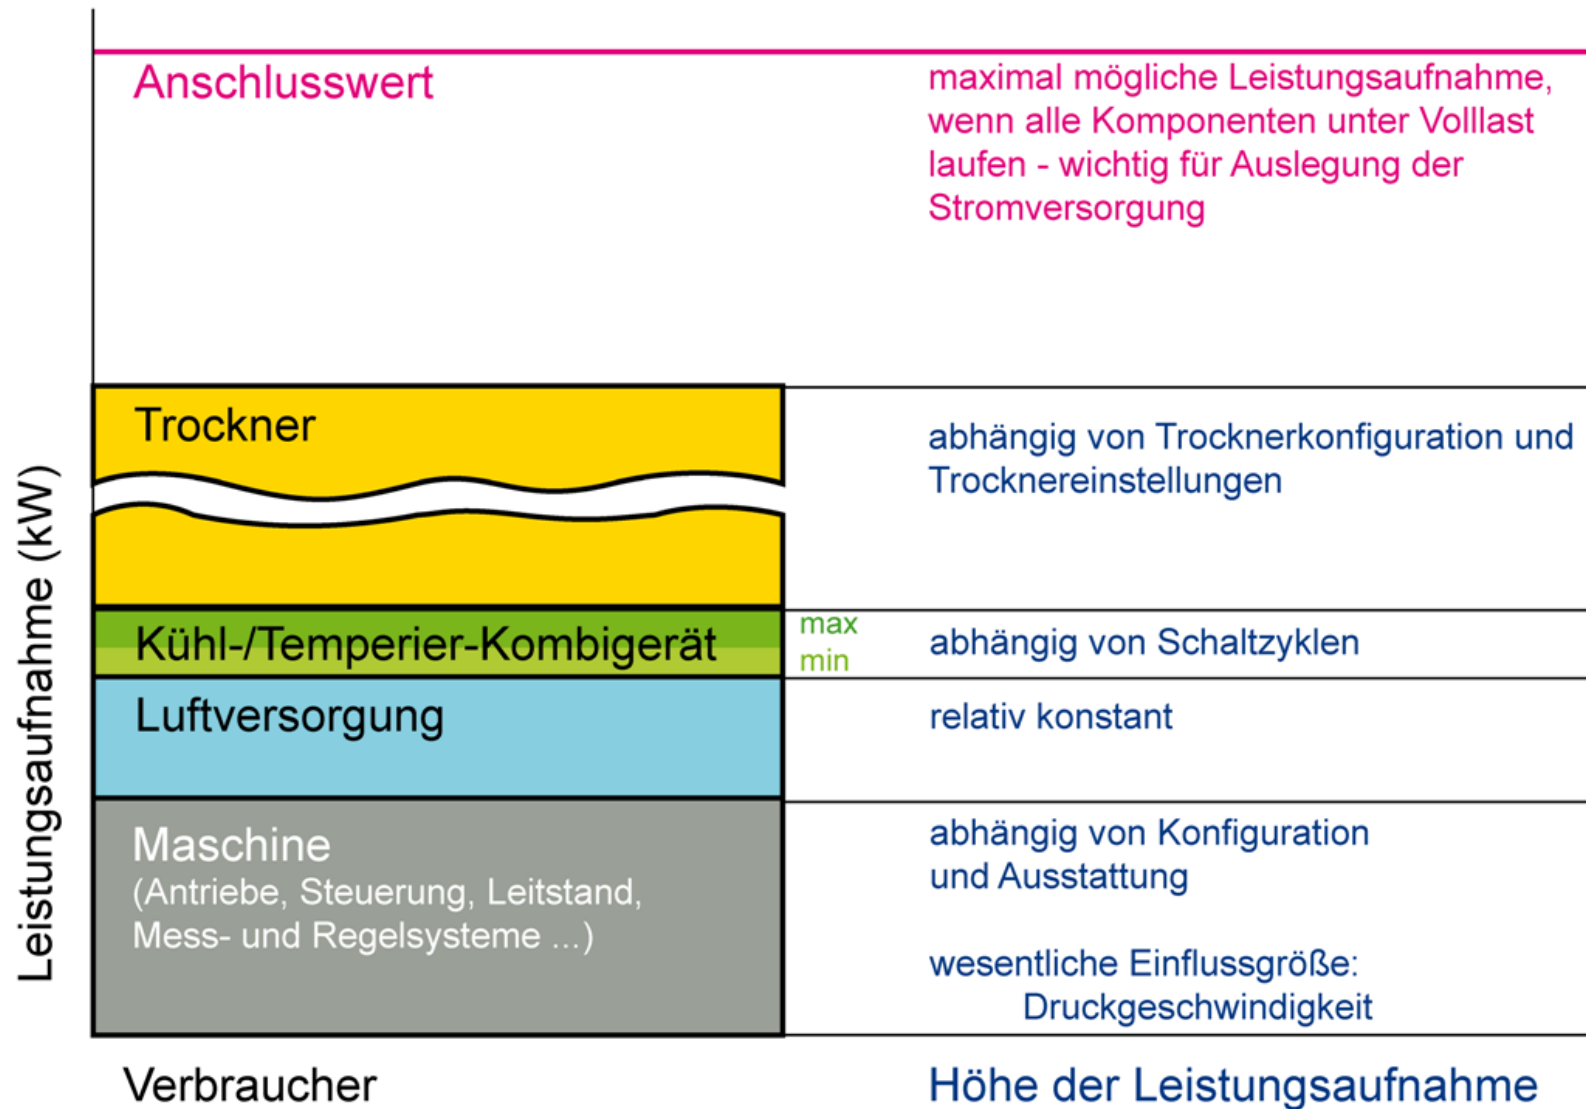 Anschlusswert
maximal mögliche Leistungsaufnahme,
wenn alle Komponenten unter Volllast
laufen - wichtig für Auslegung der
Stromversorgung
Leistungsaufnahme (kW)
Trockner
abhängig von Trocknerkonfiguration und
Trocknereinstellungen
Kühl-/Temperier-Kombigerät
max
min
abhängig von Schaltzyklen
Luftversorgung
relativ konstant
Maschine
(Antriebe, Steuerung, Leitstand,
Mess- und Regelsysteme ...)
abhängig von Konfiguration
und Ausstattung
wesentliche Einflussgröße:
Druckgeschwindigkeit
Verbraucher
Höhe der Leistungsaufnahme